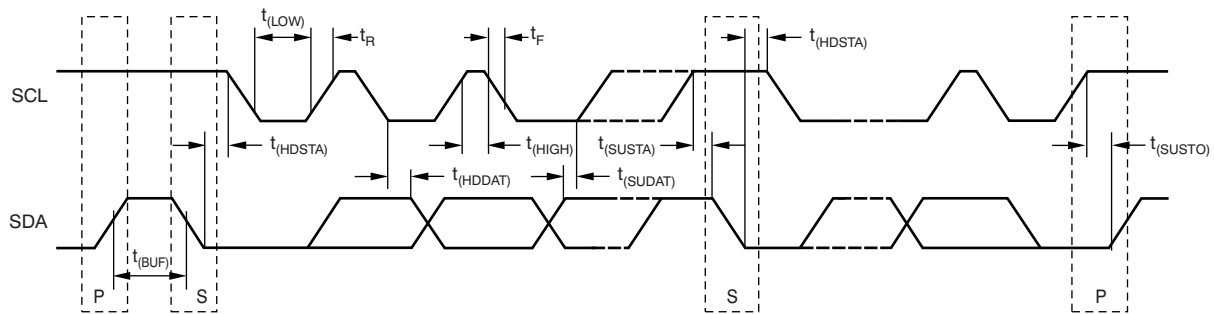 t(LOW)
tR
tF
t(HDSTA)
SCL
t(HDSTA)
t(HIGH)
t(SUSTA)
t(SUSTO)
t(HDDAT)
t(SUDAT)
SDA
t(BUF)
P
S
S
P